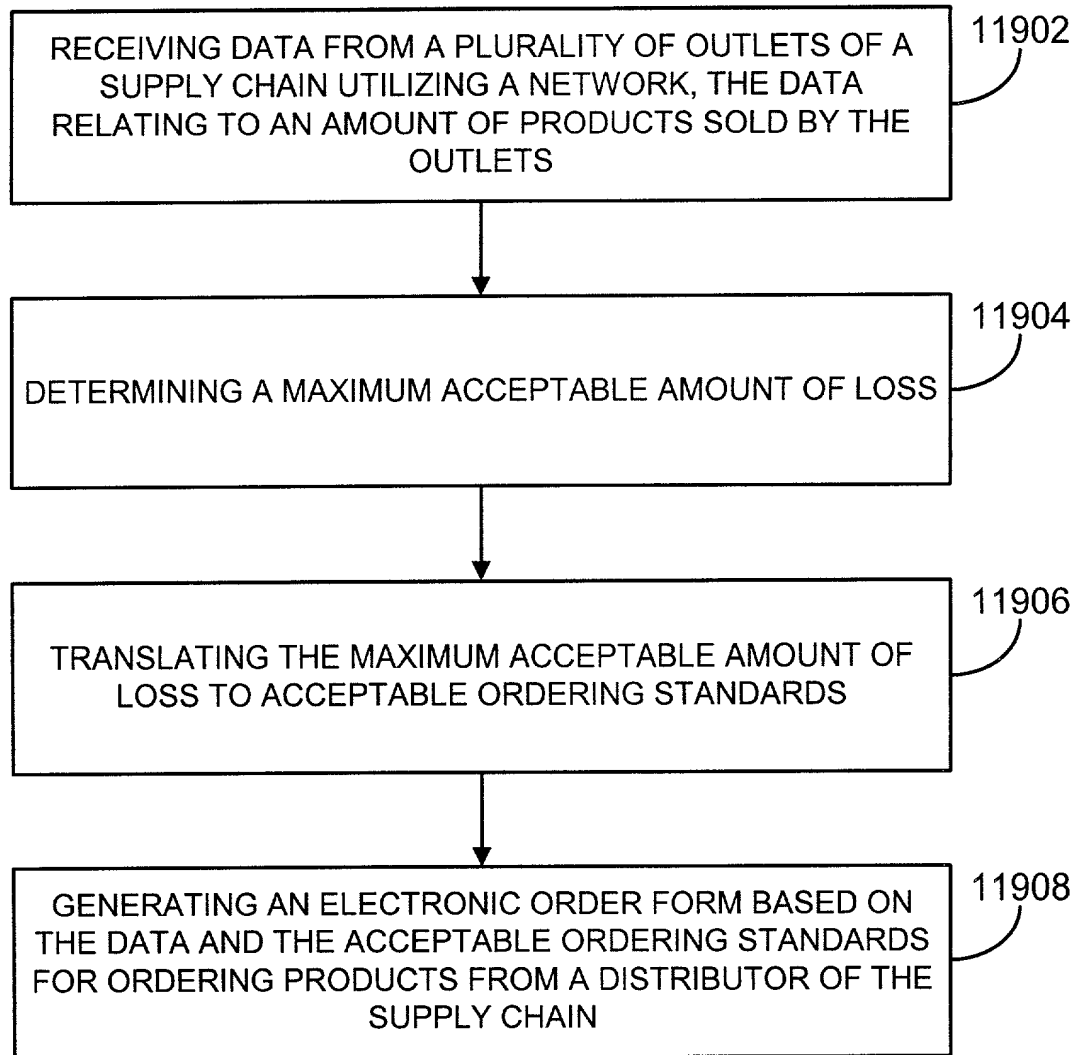 RECEIVING DATA FROM A PLURALITY OF OUTLETS OF A
SUPPLY CHAIN UTILIZING A NETWORK, THE DATA
RELATING TO AN AMOUNT OF PRODUCTS SOLD BY THE
OUTLETS
11902
DETERMINING A MAXIMUM ACCEPTABLE AMOUNT OF LOSS
11904
TRANSLATING THE MAXIMUM ACCEPTABLE AMOUNT OF
LOSS TO ACCEPTABLE ORDERING STANDARDS
11906
GENERATING AN ELECTRONIC ORDER FORM BASED ON
THE DATA AND THE ACCEPTABLE ORDERING STANDARDS
FOR ORDERING PRODUCTS FROM A DISTRIBUTOR OF THE
SUPPLY CHAIN
11908